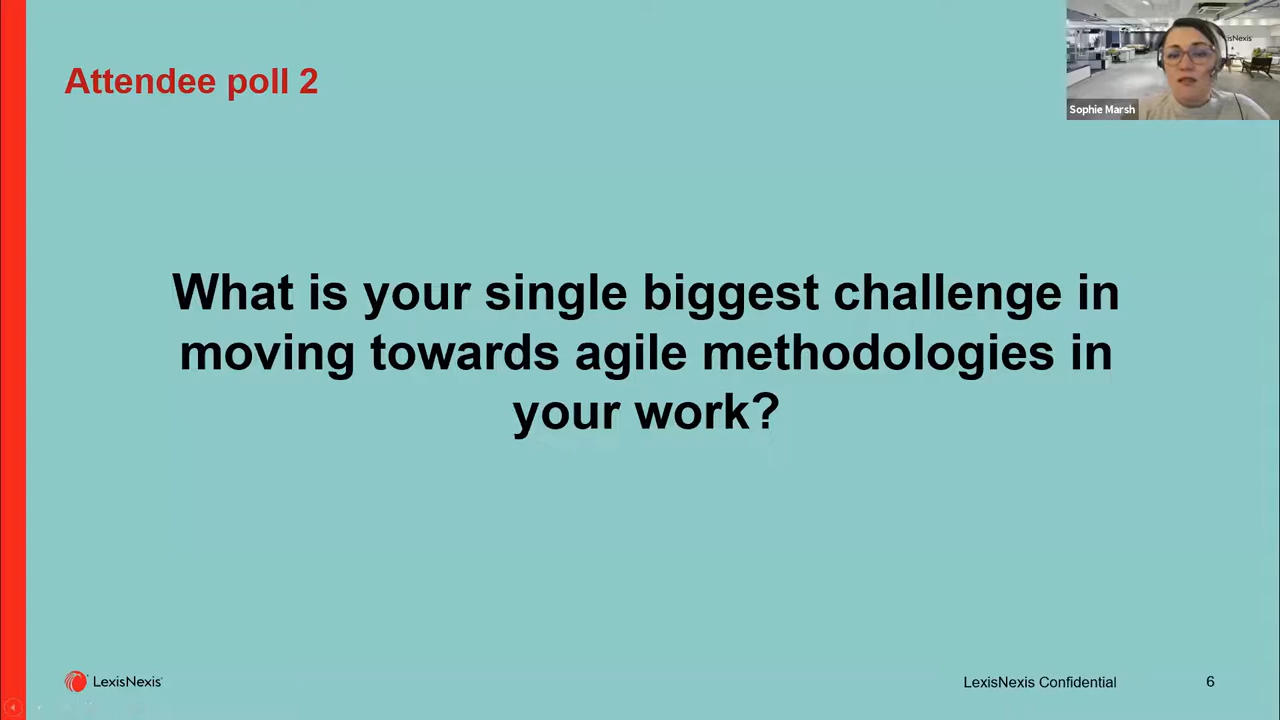 Attendee poll 2
Sophie Marsh
What is your single biggest challenge in
moving towards agile methodologies in
your work?
LexisNexis
LexisNexis Confidential
6